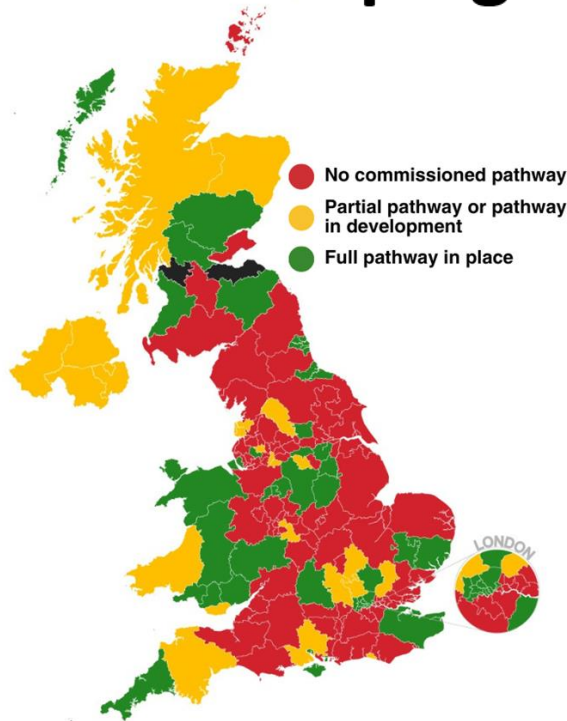 No commissioned pathway
Partial pathway or pathway
in development
Full pathway in place
LONDON